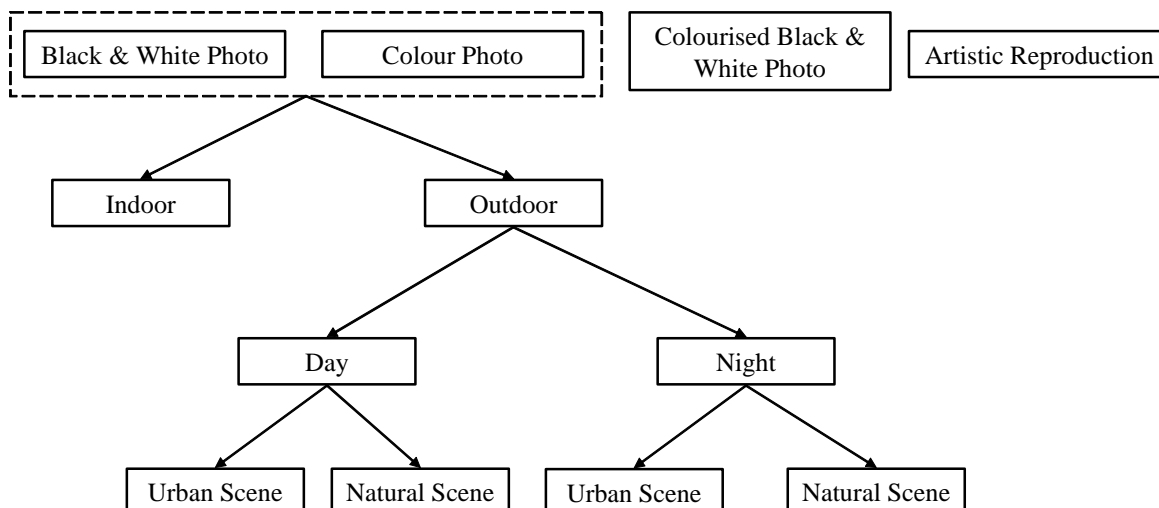 Black & White Photo
Colour Photo
Colourised Black &
White Photo
Artistic Reproduction
Indoor
Outdoor
Day
Night
Urban Scene
Natural Scene
Urban Scene
Natural Scene